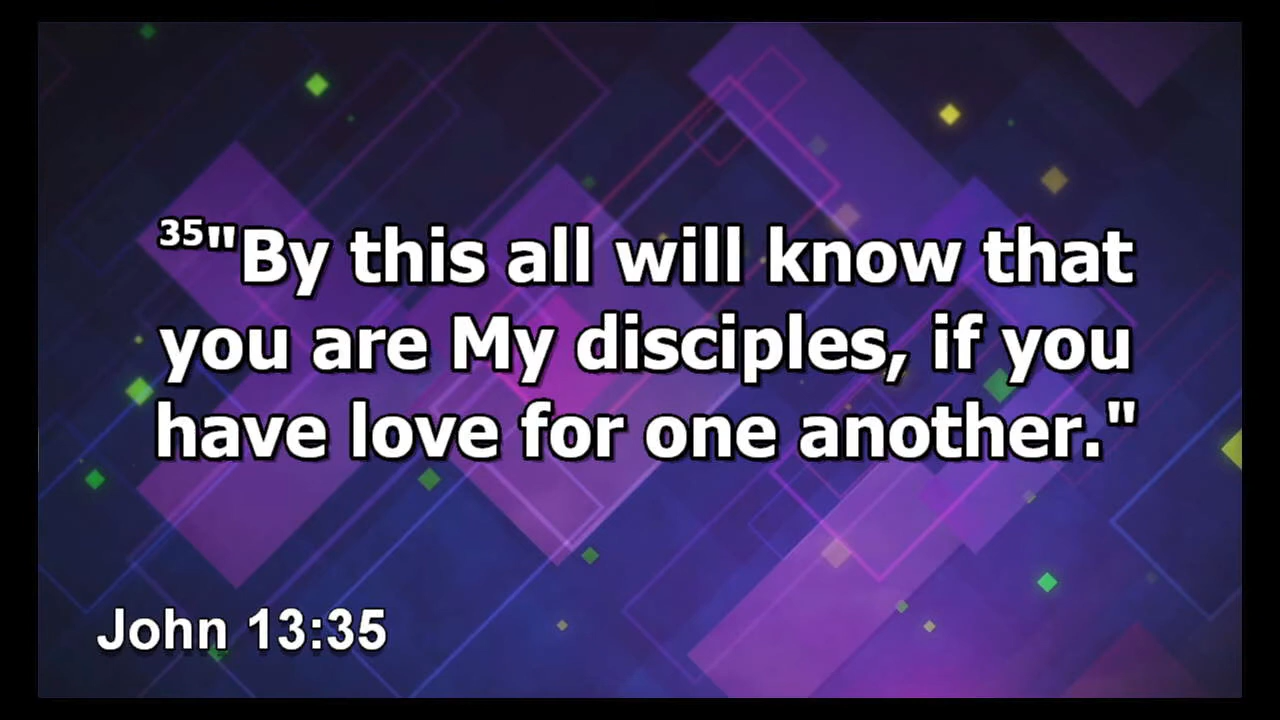 35"By this all will know that
you are My disciples, if you
have love for one another."
John 13:35